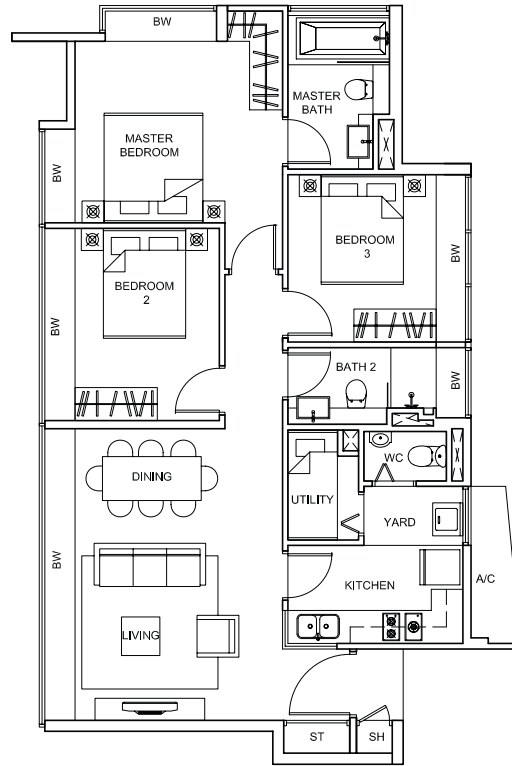 BW
MASTER
BATH
MASTER
BEDROOM
BW
BEDROOM
3
BW
BEDROOM
2
BW
BATH 2
BW
WC
DINING
UTILITY
YARD
BW
KITCHEN
A/C
LIVING
ST
SH